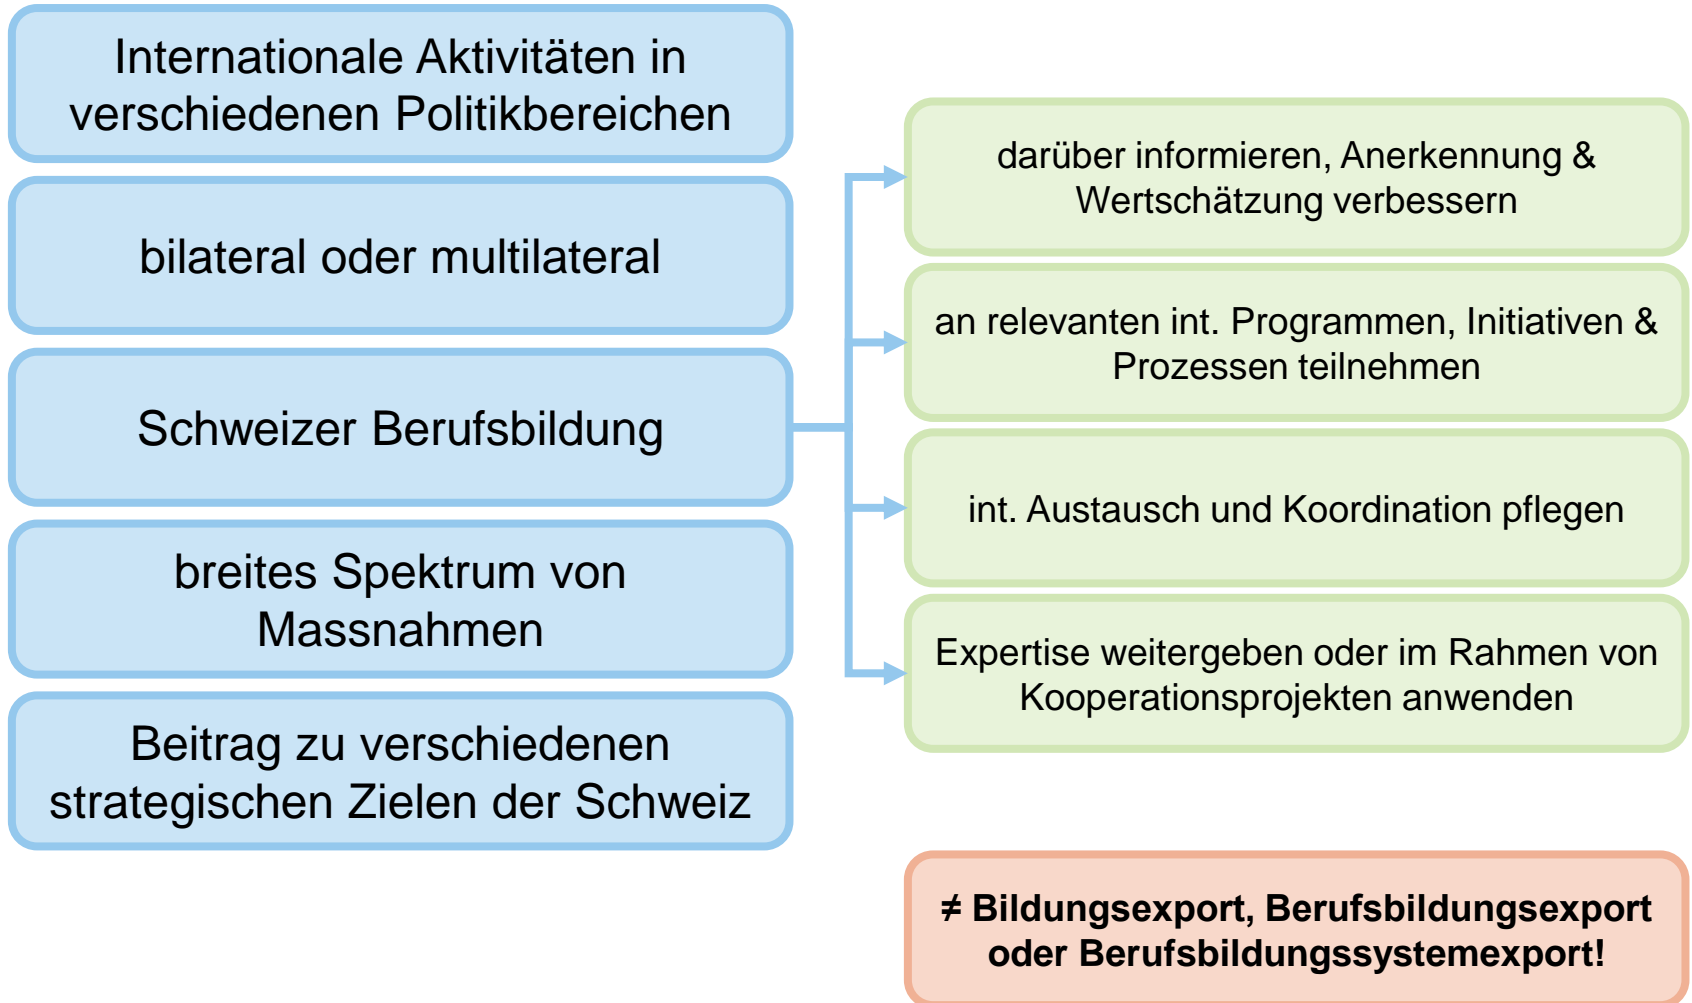 Internationale Aktivitäten in
verschiedenen Politikbereichen
bilateral oder multilateral
Schweizer Berufsbildung
breites Spektrum von
Massnahmen
Beitrag zu verschiedenen
strategischen Zielen der Schweiz
darüber informieren, Anerkennung &
Wertschätzung verbessern
an relevanten int. Programmen, Initiativen &
Prozessen teilnehmen
int. Austausch und Koordination pflegen
Expertise weitergeben oder im Rahmen von
Kooperationsprojekten anwenden
≠ Bildungsexport, Berufsbildungsexport
oder Berufsbildungssystemexport!